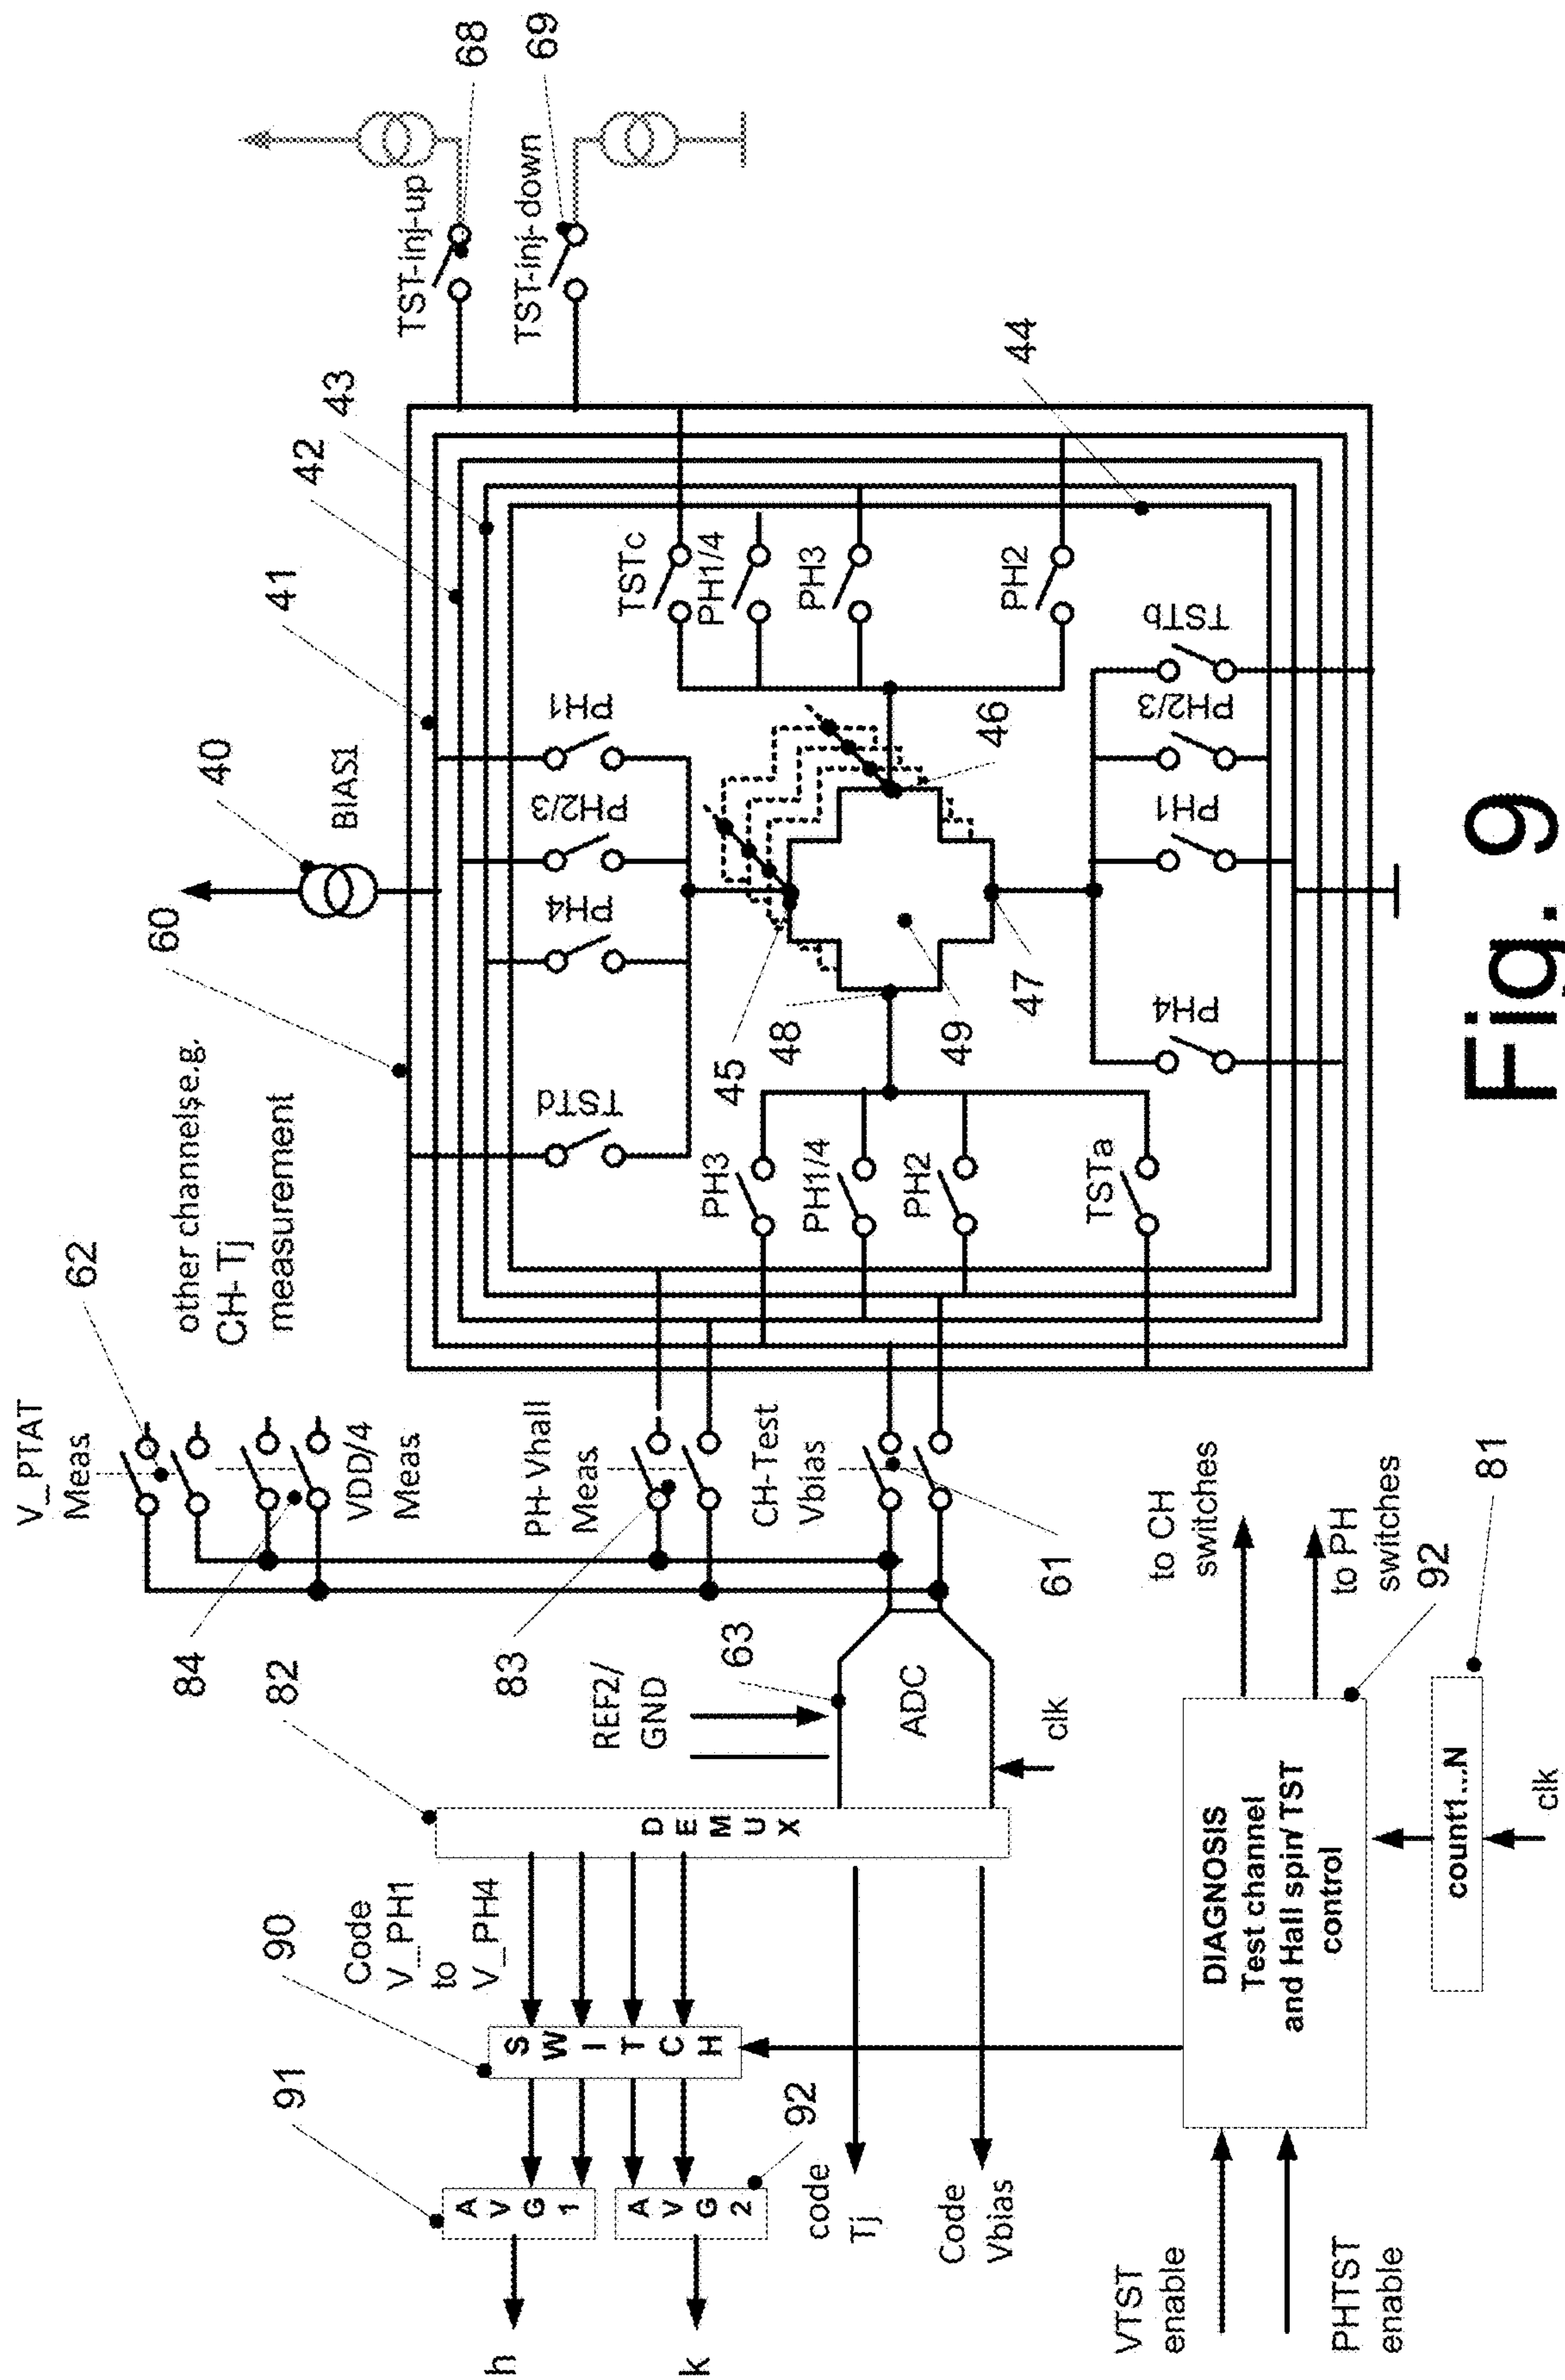 68
69
TST-inj-up
TST-inj- down
43
42
41
44
40
BIAS1
60
other channelse.g.
CH- Tj
measurement
62
V_PTAT
Meas.
VDD/4
Meas.
PH-Vhall
Meas.
CH-Test
Vbias
84
83
61
82
63
REF2/
GND
ADC
clk
DEMUX
Code
V_PH1
to
V_PH4
90
SWITCH
91
AVG1
AVG2
92
h
k
code
Tj
Code
Vbias
TSTc
PH1/4
PH3
PH2
PH1
PH2/3
PH4
TSTd
TSTb
PH2/3
PH1
PH4
PH3
PH1/4
PH2
TSTa
45
46
47
48
49
to CH
switches
to PH
switches
92
81
DIAGNOSIS
Test channel
and Hall spin/ TST
control
count1...N
clk
VTST
enable
PHTST
enable
Fig. 9